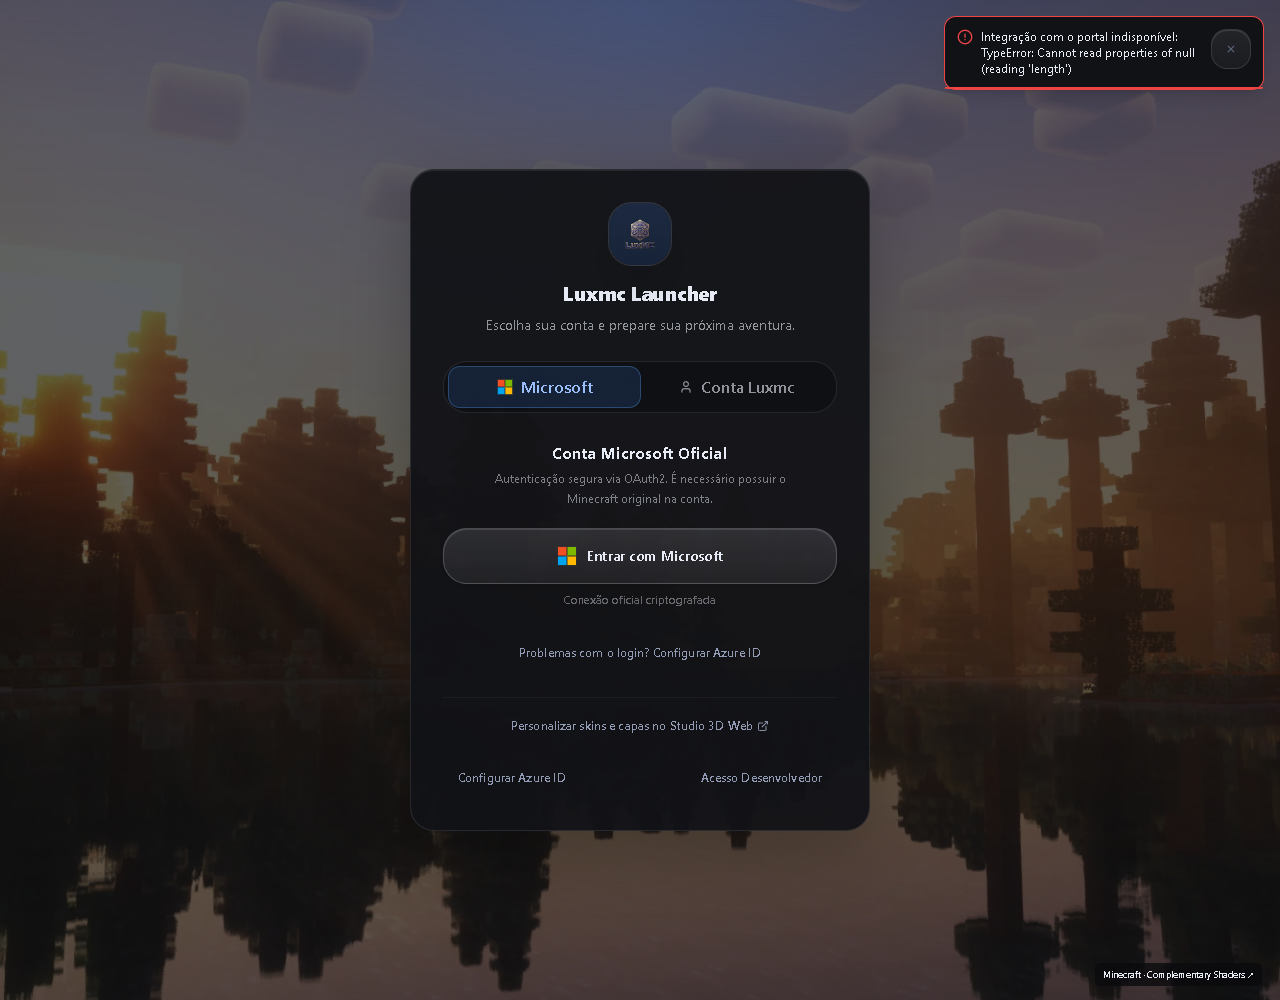 Integração com o portal indisponível:
TypeError: Cannot read properties of null
(reading 'length')
Luxmc Launcher
Escolha sua conta e prepare sua próxima aventura.
Microsoft
Conta Luxmc
Conta Microsoft Oficial
Autenticação segura via OAuth2. É necessário possuir o
Minecraft original na conta.
Entrar com Microsoft
Conexão oficial criptografada
Problemas com o login? Configurar Azure ID
Personalizar skins e capas no Studio 3D Web
Configurar Azure ID
Acesso Desenvolvedor
Minecraft · Complementary Shaders ↗